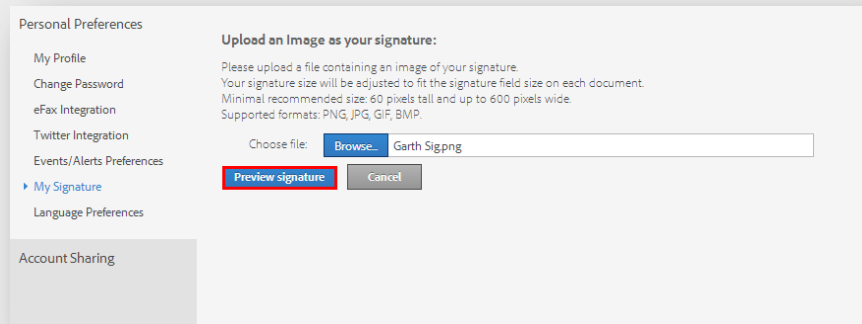 Personal Preferences
My Profile
Change Password
eFax Integration
Twitter Integration
Events/Alerts Preferences
My Signature
Language Preferences
Account Sharing
Upload an Image as your signature:
Please upload a file containing an image of your signature.
Your signature size will be adjusted to fit the signature field size on each document.
Minimal recommended size: 60 pixels tall and up to 600 pixels wide.
Supported formats: PNG, JPG, GIF, BMP.
Choose file: Browse... Garth Sig.png
Preview signature Cancel